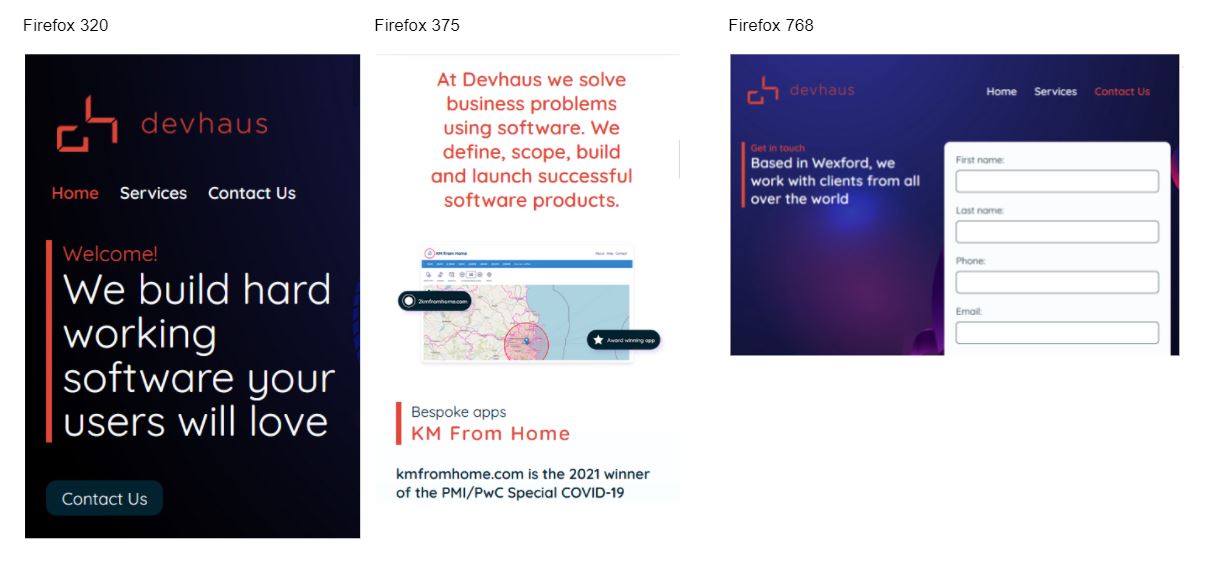 Firefox 320
Firefox 375
Firefox 768
devhaus
Home Services Contact Us
Welcome!
We build hard
working
software your
users will love
Contact Us
At Devhaus we solve
business problems
using software. We
define, scope, build
and launch successful
software products.
KM From Home
About Help Contact
2kmfromhome.com
Award winning app
Bespoke apps
KM From Home
kmfromhome.com is the 2021 winner
of the PMI/PwC Special COVID-19
devhaus
Home Services Contact Us
Get in touch
Based in Wexford, we
work with clients from all
over the world
First name:
Last name:
Phone:
Email: